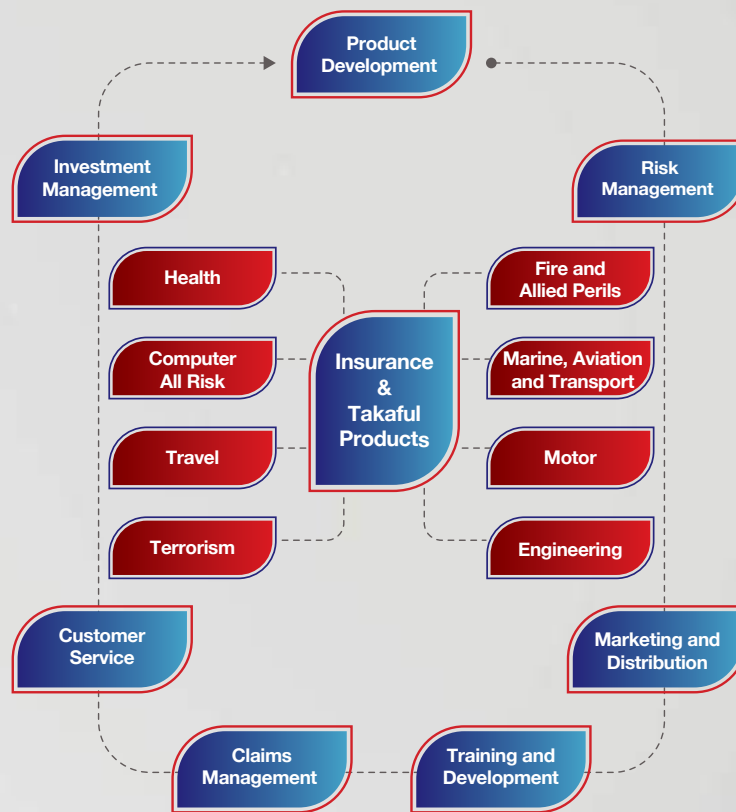 Product
Development
Investment
Management
Risk
Management
Health
Fire and
Allied Perils
Computer
All Risk
Insurance
&
Takaful
Products
Marine, Aviation
and Transport
Travel
Motor
Terrorism
Engineering
Customer
Service
Marketing and
Distribution
Claims
Management
Training and
Development